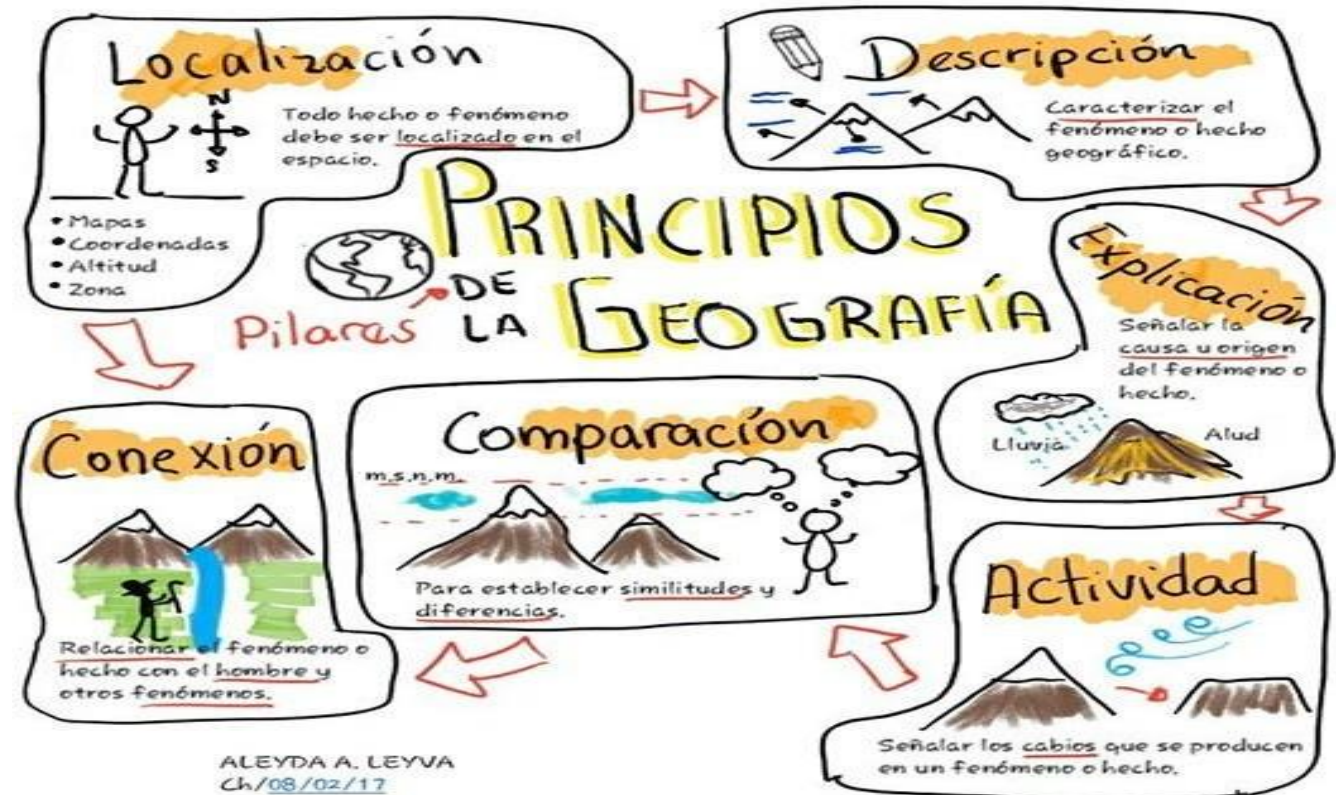 Localización
N
S
Todo hecho o fenómeno
debe ser localizado en el
espacio.
• Mapas
• Coordenadas
• Altitud
• Zona
Descripción
Caracterizar el
fenómeno o hecho
geográfico.
PRINCIPIOS
DE
LA GEOGRAFÍA
Pilares
Explicación
Señalar la
causa u origen
del fenómeno o
hecho.
Lluvia
Alud
Actividad
Señalar los cabios que se producen
en un fenómeno o hecho.
Comparación
m.s.n.m.
Para establecer similitudes y
diferencias.
Conexión
Relacionar el fenómeno o
hecho con el hombre y
otros fenómenos.
ALEYDA A. LEYVA
Ch/08/02/17